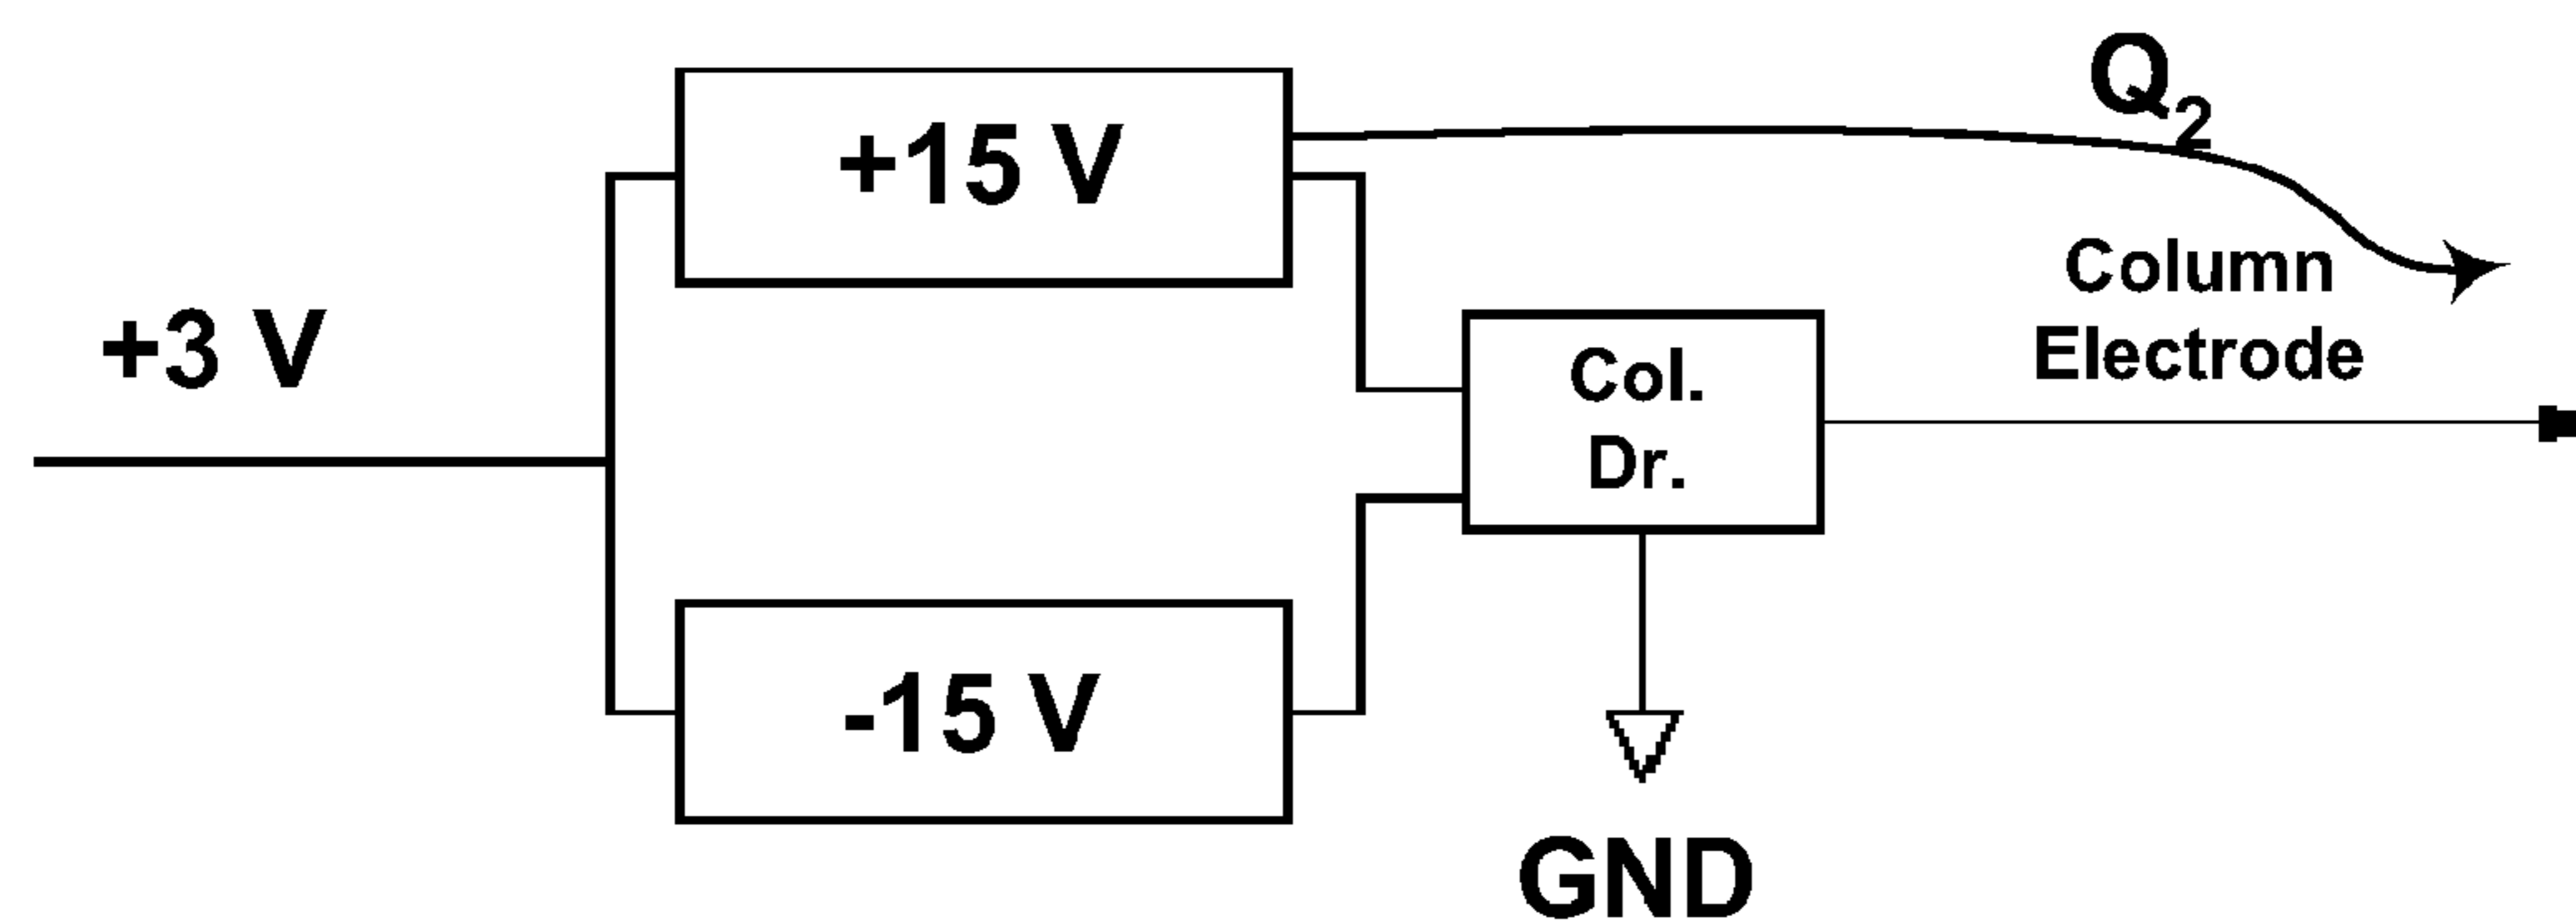 Q2
+15 V
Column
Electrode
+3 V
Col.
Dr.
-15 V
GND